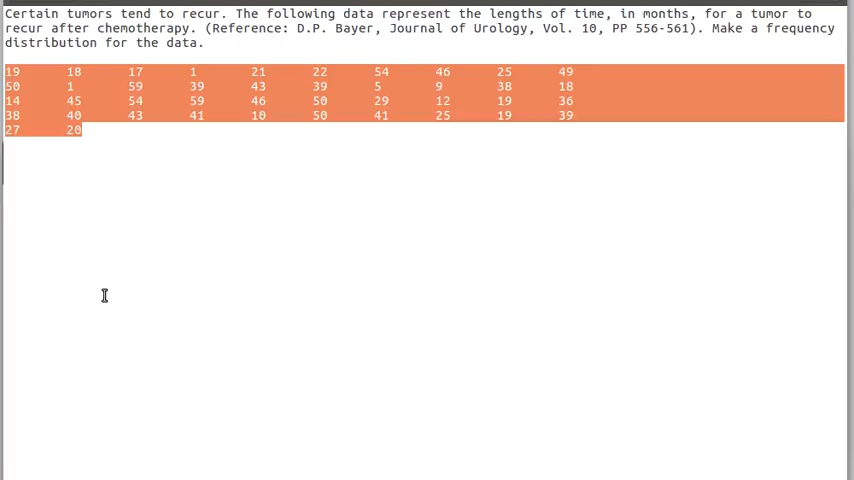 Certain tumors tend to recur. The following data represent the lengths of time, in months, for a tumor to
recur after chemotherapy. (Reference: D.P. Bayer, Journal of Urology, Vol. 10, PP 556-561). Make a frequency
distribution for the data.
19 18 17 1 21 22 54 46 25 49
50 1 59 39 43 39 5 9 38 18
14 45 54 59 46 50 29 12 19 36
38 40 43 41 10 50 41 25 19 39
27 20